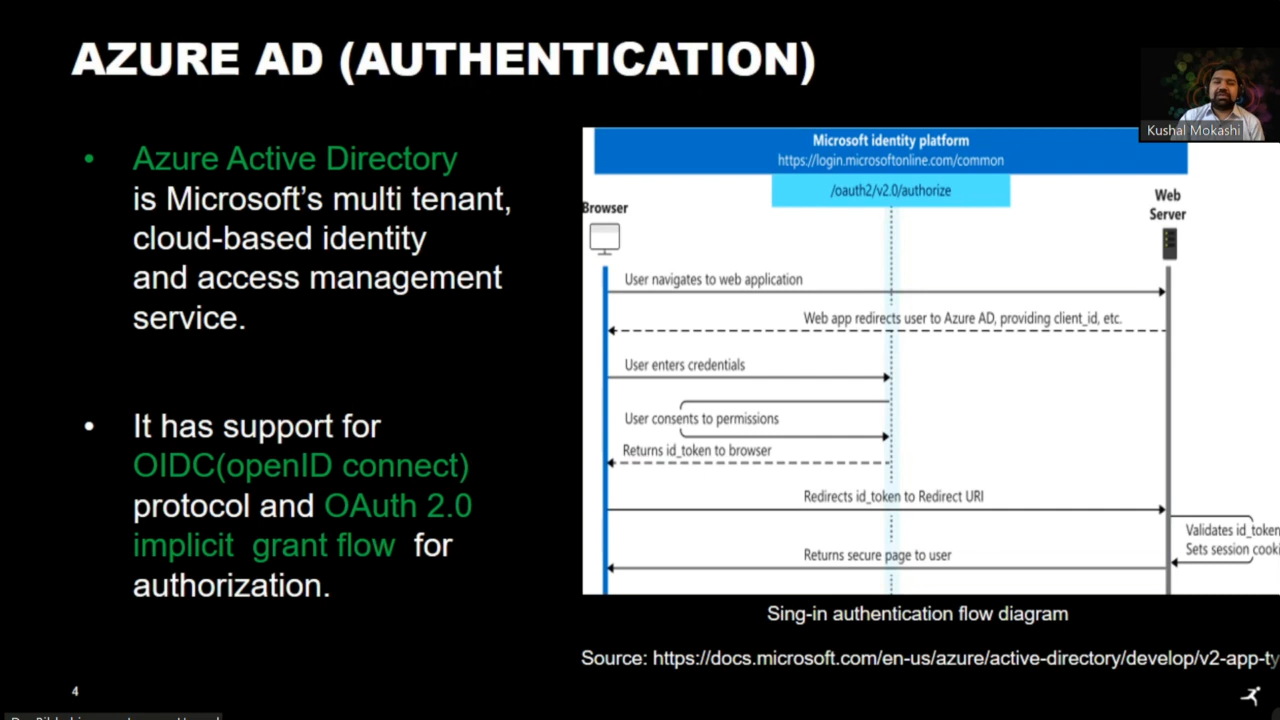 AZURE AD (AUTHENTICATION)
Kushal Mokashi
• Azure Active Directory
is Microsoft's multi tenant,
cloud-based identity
and access management
service.
• It has support for
OIDC(openID connect)
protocol and OAuth 2.0
implicit grant flow for
authorization.
Microsoft identity platform
https://login.microsoftonline.com/common
/oauth2/v2.0/authorize
Browser
Web
Server
User navigates to web application
Web app redirects user to Azure AD, providing client_id, etc.
User enters credentials
User consents to permissions
Returns id_token to browser
Redirects id_token to Redirect URI
Validates id_token
Sets session cooki
Returns secure page to user
Sing-in authentication flow diagram
Source: https://docs.microsoft.com/en-us/azure/active-directory/develop/v2-app-ty
4